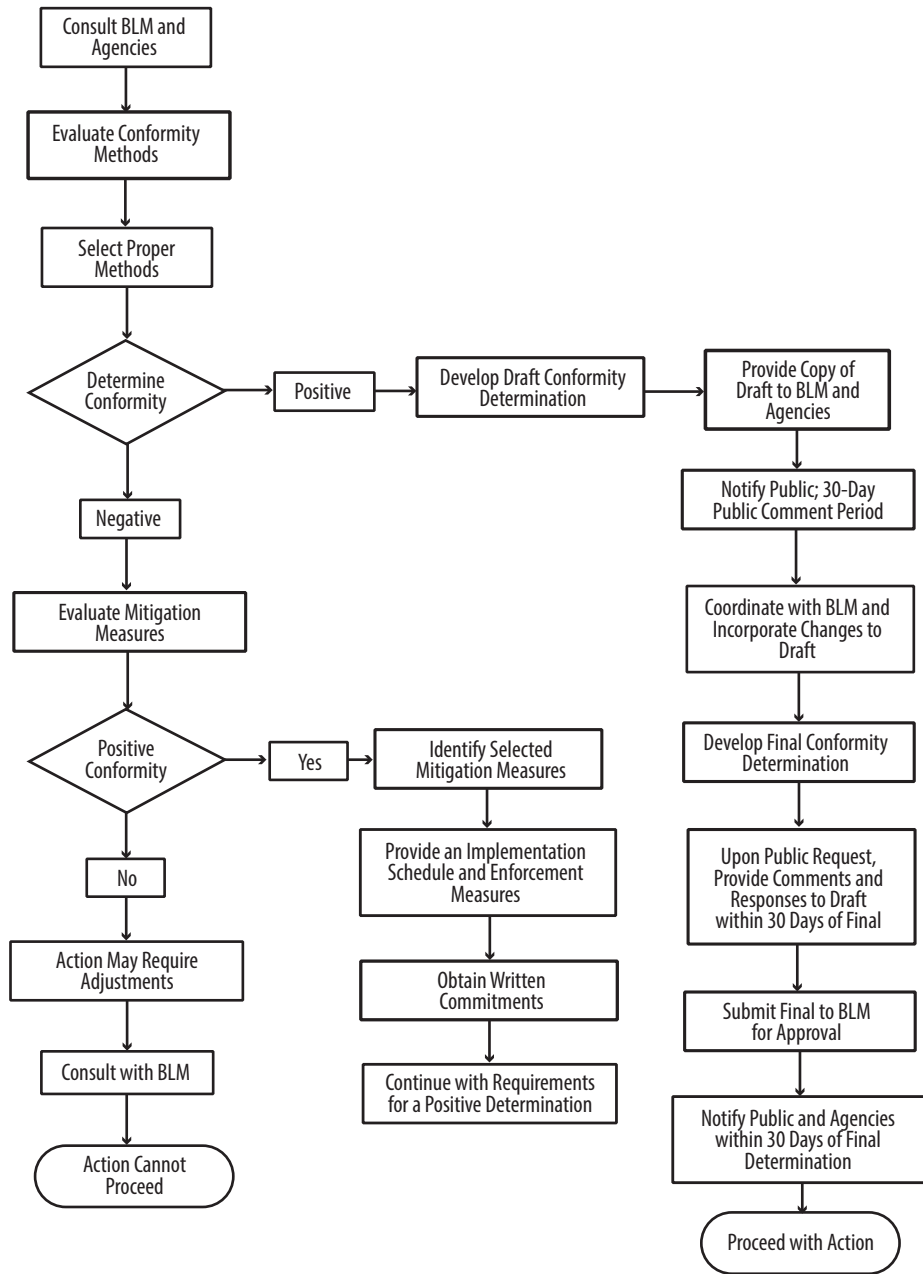 Consult BLM and
Agencies
Evaluate Conformity
Methods
Select Proper
Methods
Determine
Conformity
Positive
Develop Draft Conformity
Determination
Provide Copy of
Draft to BLM and
Agencies
Notify Public; 30-Day
Public Comment Period
Coordinate with BLM and
Incorporate Changes to
Draft
Develop Final Conformity
Determination
Upon Public Request,
Provide Comments and
Responses to Draft
within 30 Days of Final
Submit Final to BLM
for Approval
Notify Public and Agencies
within 30 Days of Final
Determination
Proceed with Action
Negative
Evaluate Mitigation
Measures
Positive
Conformity
Yes
Identify Selected
Mitigation Measures
Provide an Implementation
Schedule and Enforcement
Measures
Obtain Written
Commitments
Continue with Requirements
for a Positive Determination
No
Action May Require
Adjustments
Consult with BLM
Action Cannot
Proceed